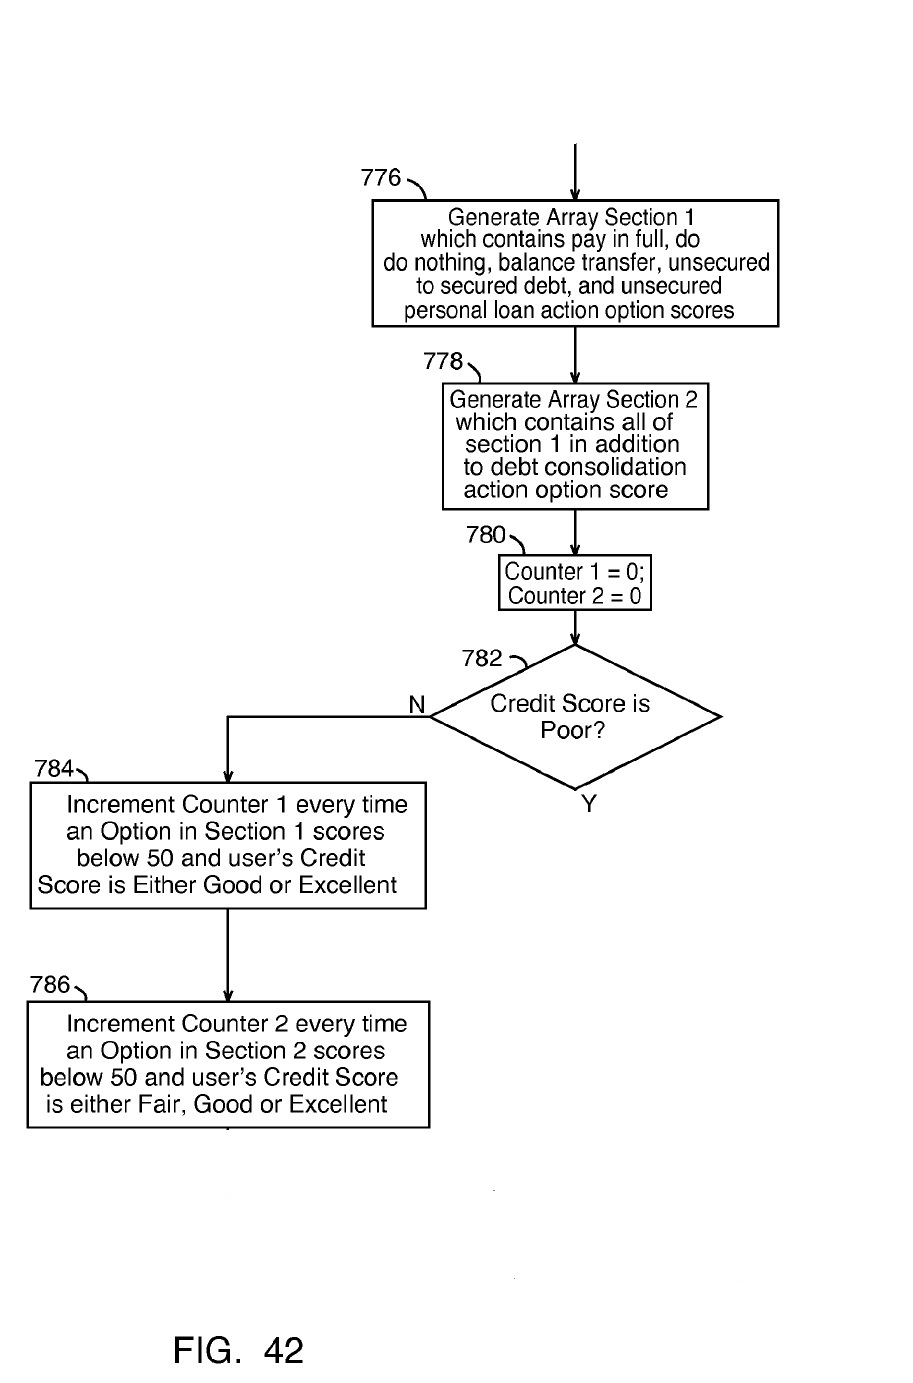 776
Generate Array Section 1
which contains pay in full, do
do nothing, balance transfer, unsecured
to secured debt, and unsecured
personal loan action option scores
778
Generate Array Section 2
which contains all of
section 1 in addition
to debt consolidation
action option score
780
Counter 1 = 0;
Counter 2 = 0
782
Credit Score is
Poor?
N
Y
784
Increment Counter 1 every time
an Option in Section 1 scores
below 50 and user's Credit
Score is Either Good or Excellent
786
Increment Counter 2 every time
an Option in Section 2 scores
below 50 and user's Credit Score
is either Fair, Good or Excellent
FIG. 42